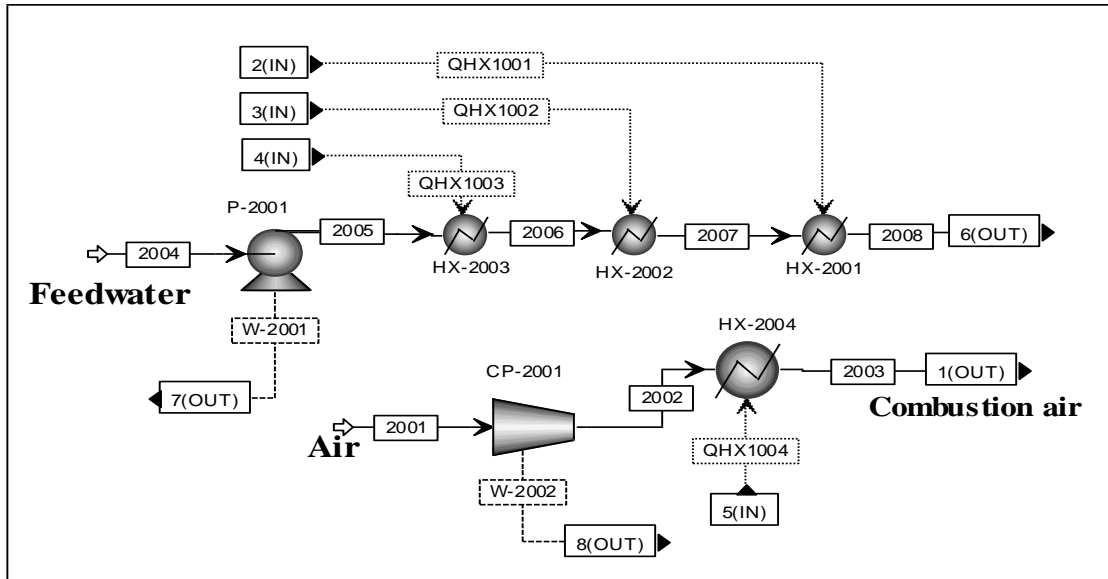 2(IN)
QHX1001
3(IN)
QHX1002
4(IN)
QHX1003
P-2001
2004
2005
2006
2007
2008
6(OUT)
HX-2003
HX-2002
HX-2001
Feedwater
W-2001
7(OUT)
HX-2004
CP-2001
2001
2002
2003
1(OUT)
Air
Combustion air
QHX1004
W-2002
5(IN)
8(OUT)